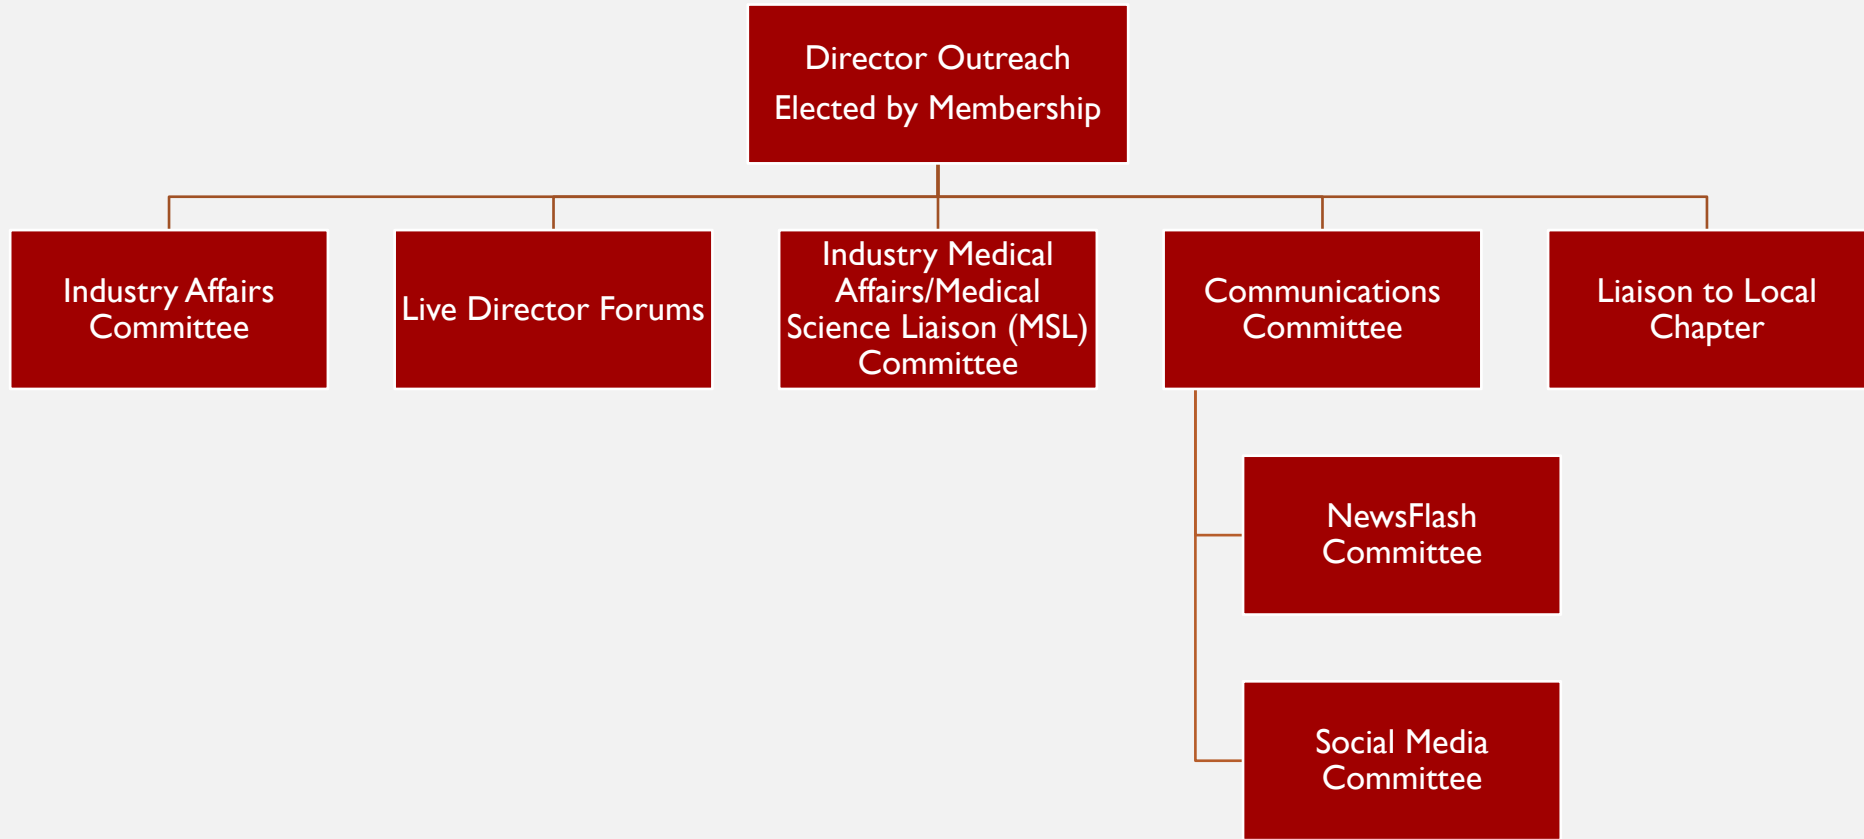 Director Outreach
Elected by Membership
Industry Affairs
Committee
Live Director Forums
Industry Medical
Affairs/Medical
Science Liaison (MSL)
Committee
Communications
Committee
Liaison to Local
Chapter
NewsFlash
Committee
Social Media
Committee